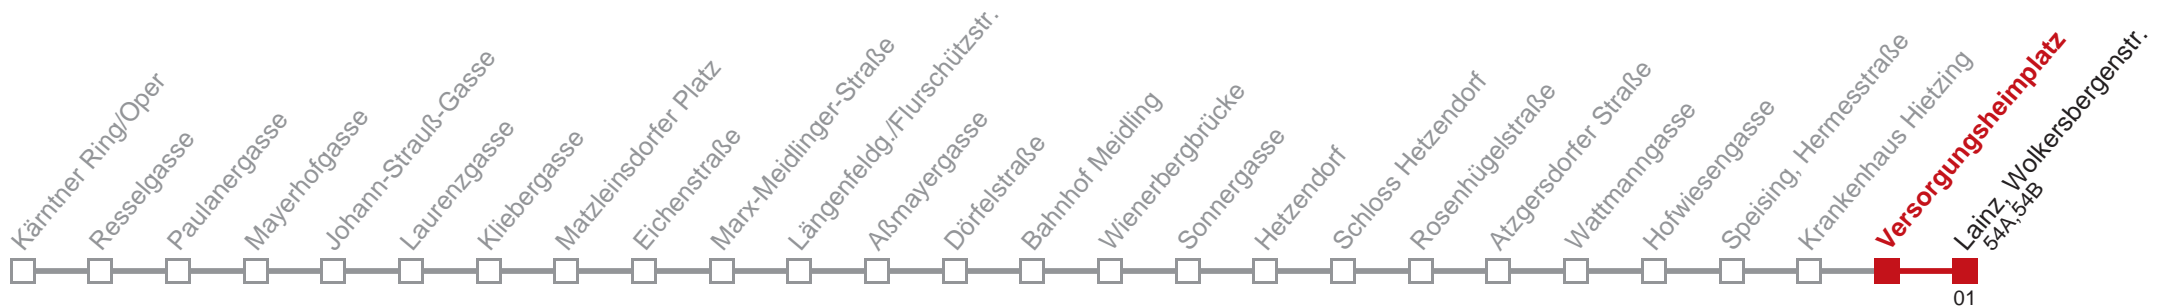 Kärntner Ring/Oper
Resselgasse
Paulanergasse
Mayerhofgasse
Johann-Strauß-Gasse
Laurenzgasse
Kliebergasse
Matzleinsdorfer Platz
Eichenstraße
Marx-Meidlinger-Straße
Längenfeldg./Flurschützstr.
Aßmayergasse
Dörfelstraße
Bahnhof Meidling
Wienerbergbrücke
Sonnergasse
Hetzendorf
Schloss Hetzendorf
Rosenhügelstraße
Atzgersdorfer Straße
Wattmanngasse
Hofwiesengasse
Speising, Hermesstraße
Krankenhaus Hietzing
Versorgungsheimplatz
Lainz, Wolkersbergenstr.
54A,54B
01